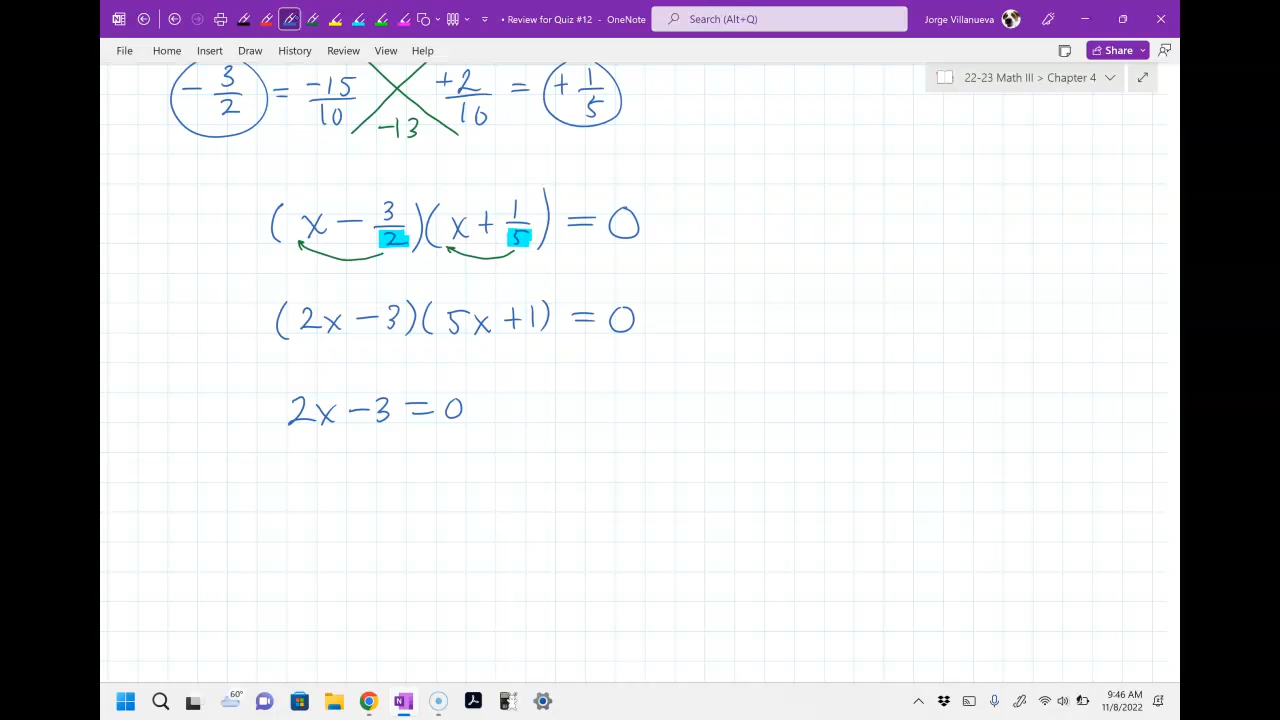 • Review for Quiz #12 - OneNote
Search (Alt+Q)
Jorge Villanueva
File Home Insert Draw History Review View Help
Share
22-23 Math III > Chapter 4
- 3/2 = -15/10 +2/10 = + 1/5
-13
(x - 3/2)(x + 1/5) = 0
(2x - 3)(5x + 1) = 0
2x - 3 = 0
60°
9:46 AM
11/8/2022